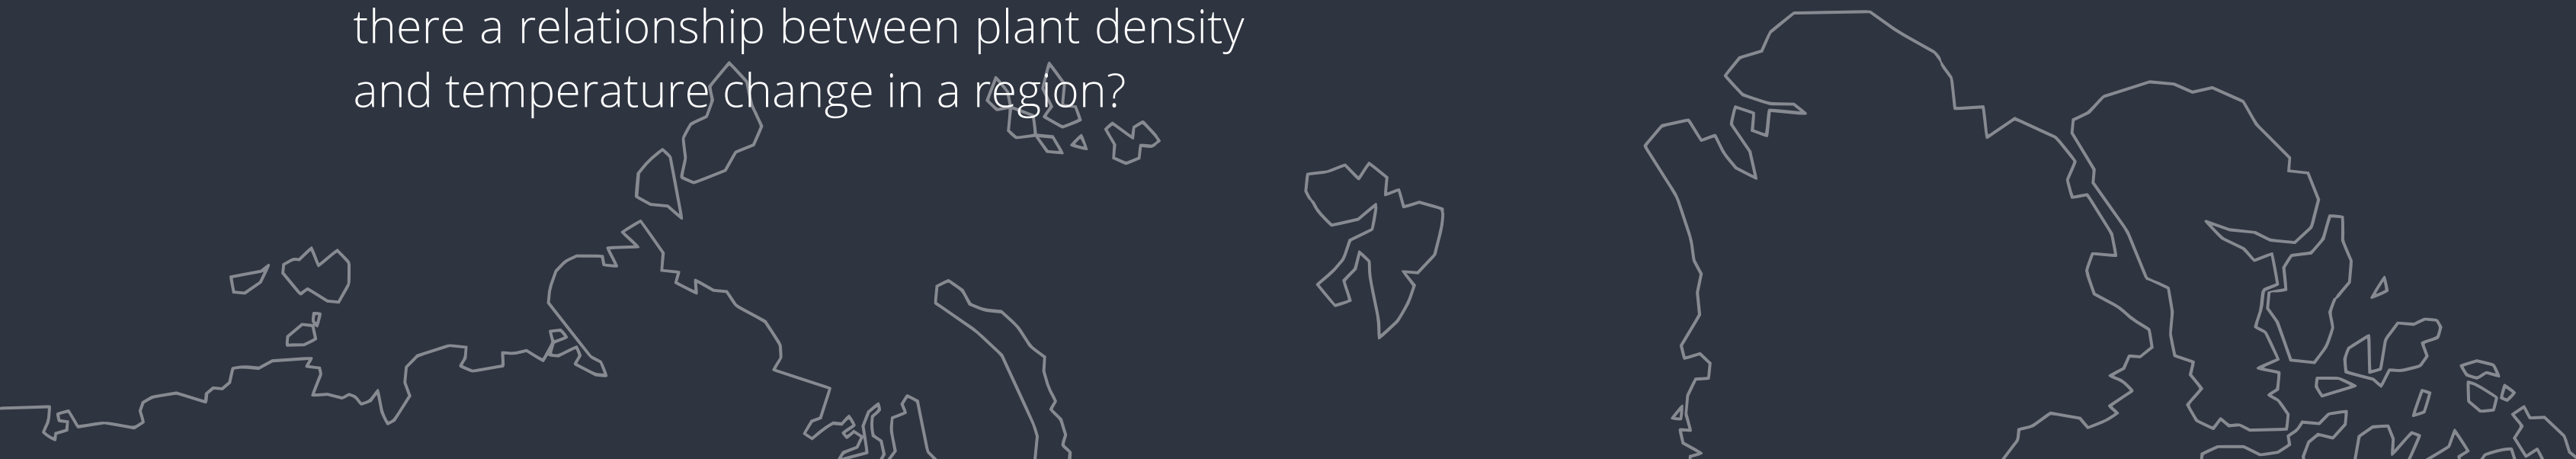 there a relationship between plant density
and temperature change in a region?